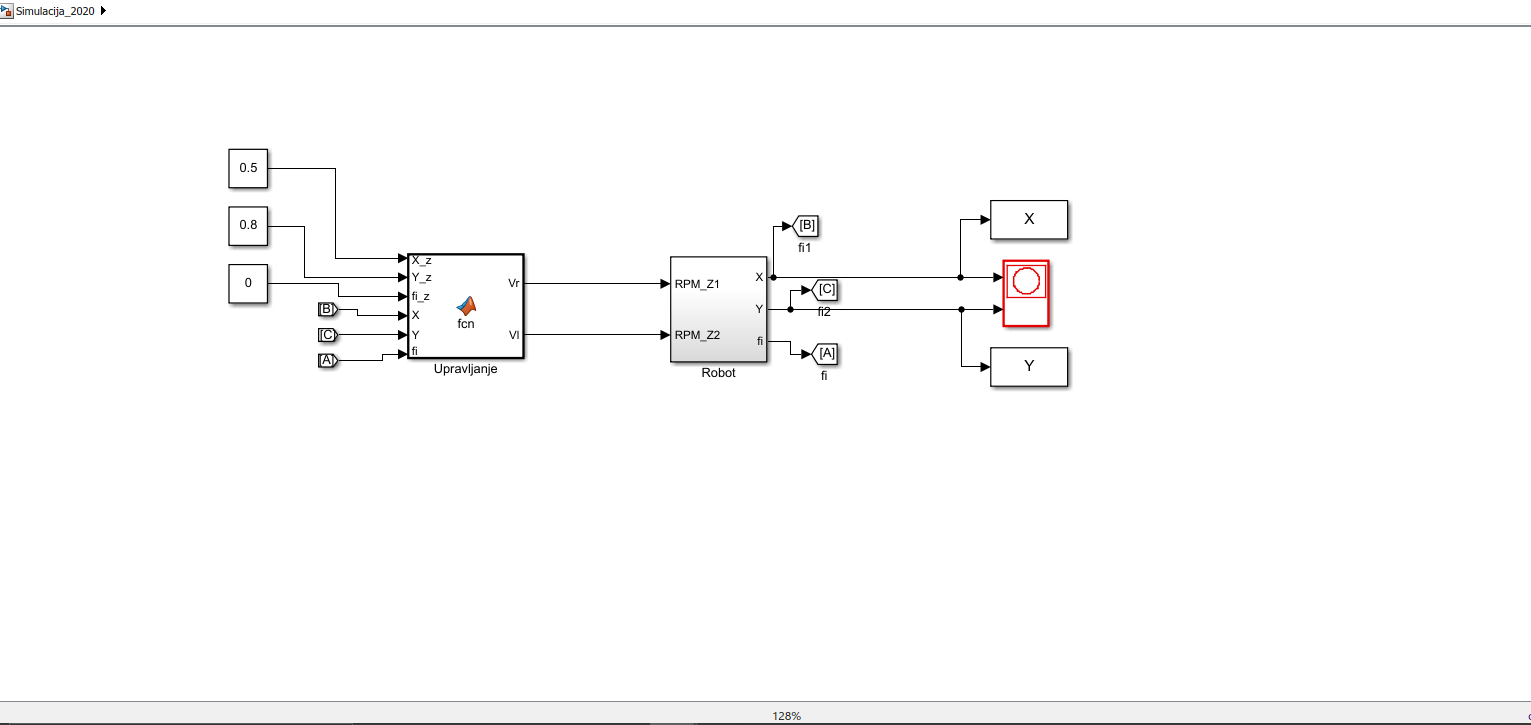 Simulacija_2020
0.5
0.8
0
[B]
[C]
[A]
X_z
Y_z
fi_z
X
Y
fi
fcn
Vr
Vl
Upravljanje
RPM_Z1
RPM_Z2
X
Y
fi
Robot
[B]
fi1
[C]
fi2
[A]
fi
X
Y
128%